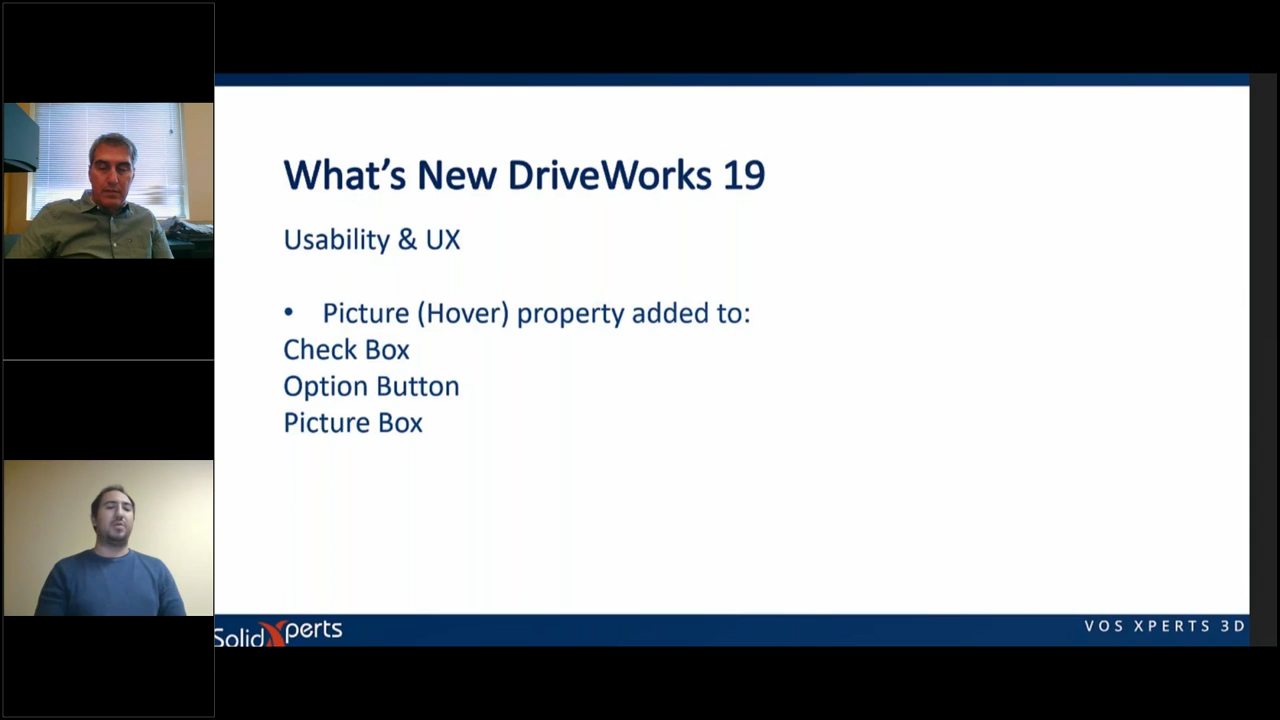 What's New DriveWorks 19
Usability & UX
• Picture (Hover) property added to:
Check Box
Option Button
Picture Box
SolidXperts
VOS XPERTS 3D